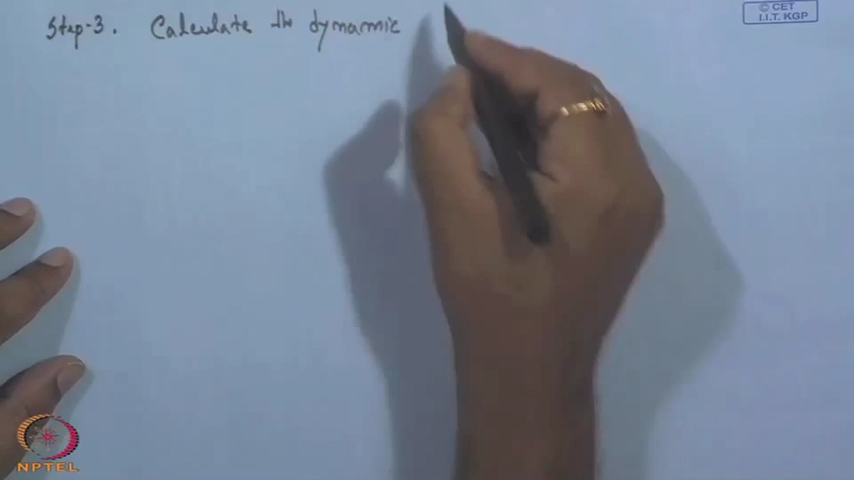 Step-3. Calculate the dynamic
© CET
I.I.T. KGP
NPTEL